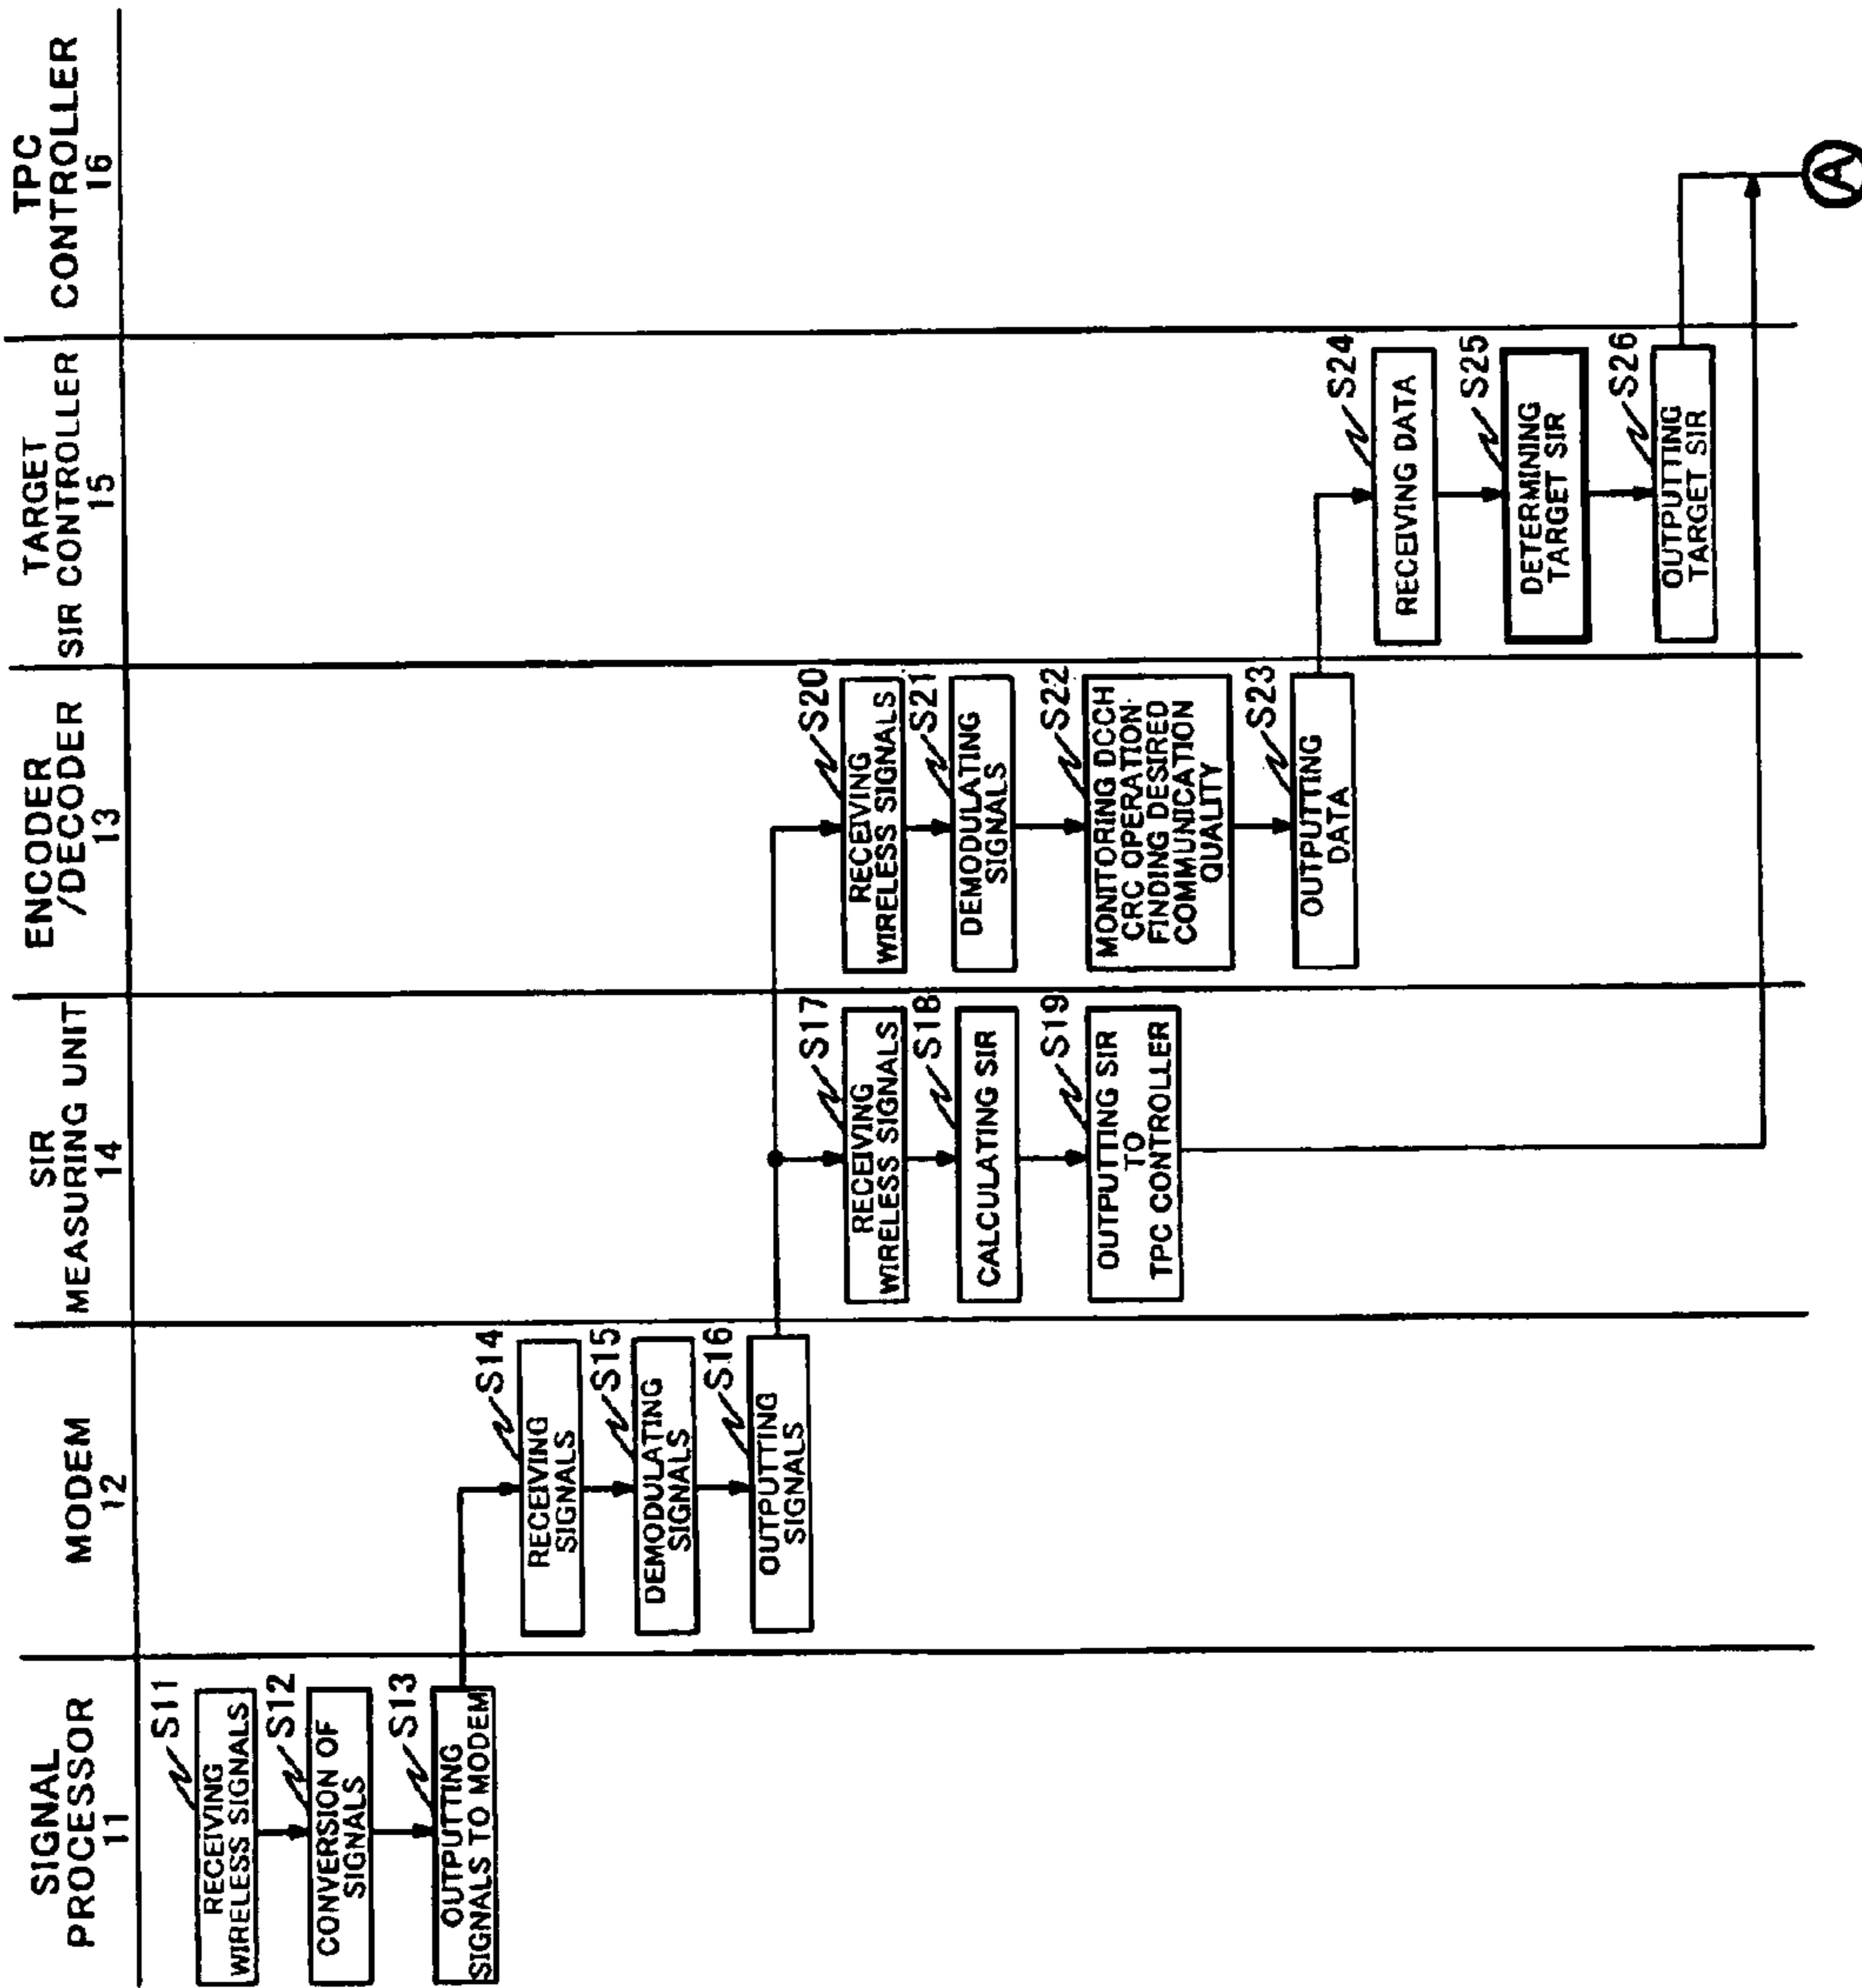 SIGNAL
PROCESSOR
11
MODEM
12
SIR
MEASURING UNIT
14
ENCODER
/DECODER
13
TARGET
SIR CONTROLLER
15
TPC
CONTROLLER
16
S11
RECEIVING
WIRELESS SIGNALS
S12
CONVERSION OF
SIGNALS
S13
OUTPUTTING
SIGNALS TO MODEM
S14
RECEIVING
SIGNALS
S15
DEMODULATING
SIGNALS
S16
OUTPUTTING
SIGNALS
S17
RECEIVING
WIRELESS SIGNALS
S18
CALCULATING SIR
S19
OUTPUTTING SIR
TO
TPC CONTROLLER
S20
RECEIVING
WIRELESS SIGNALS
S21
DEMODULATING
SIGNALS
S22
MONITORING DCCH
CRC OPERATION·
FINDING DESIRED
COMMUNICATION
QUALITY
S23
OUTPUTTING
DATA
S24
RECEIVING DATA
S25
DETERMINING
TARGET SIR
S26
OUTPUTTING
TARGET SIR
A